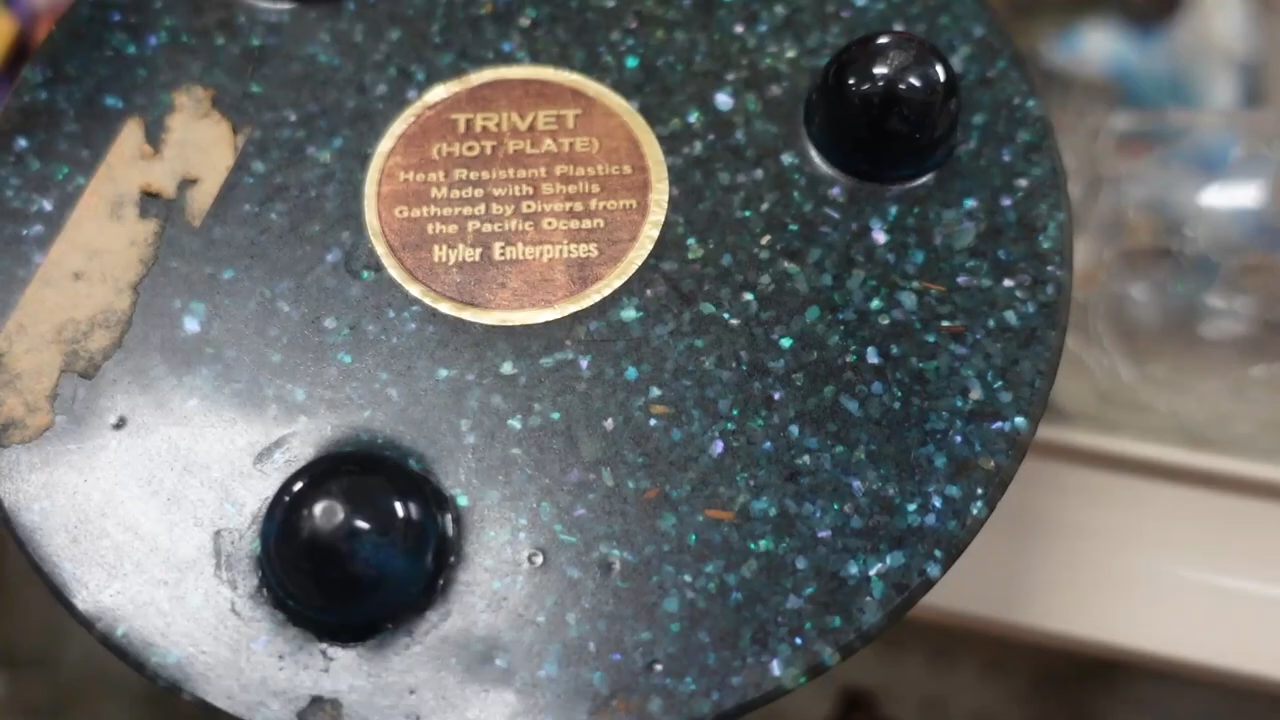 TRIVET
(HOT PLATE)
Heat Resistant Plastics
Made with Shells
Gathered by Divers from
the Pacific Ocean
Hyler Enterprises